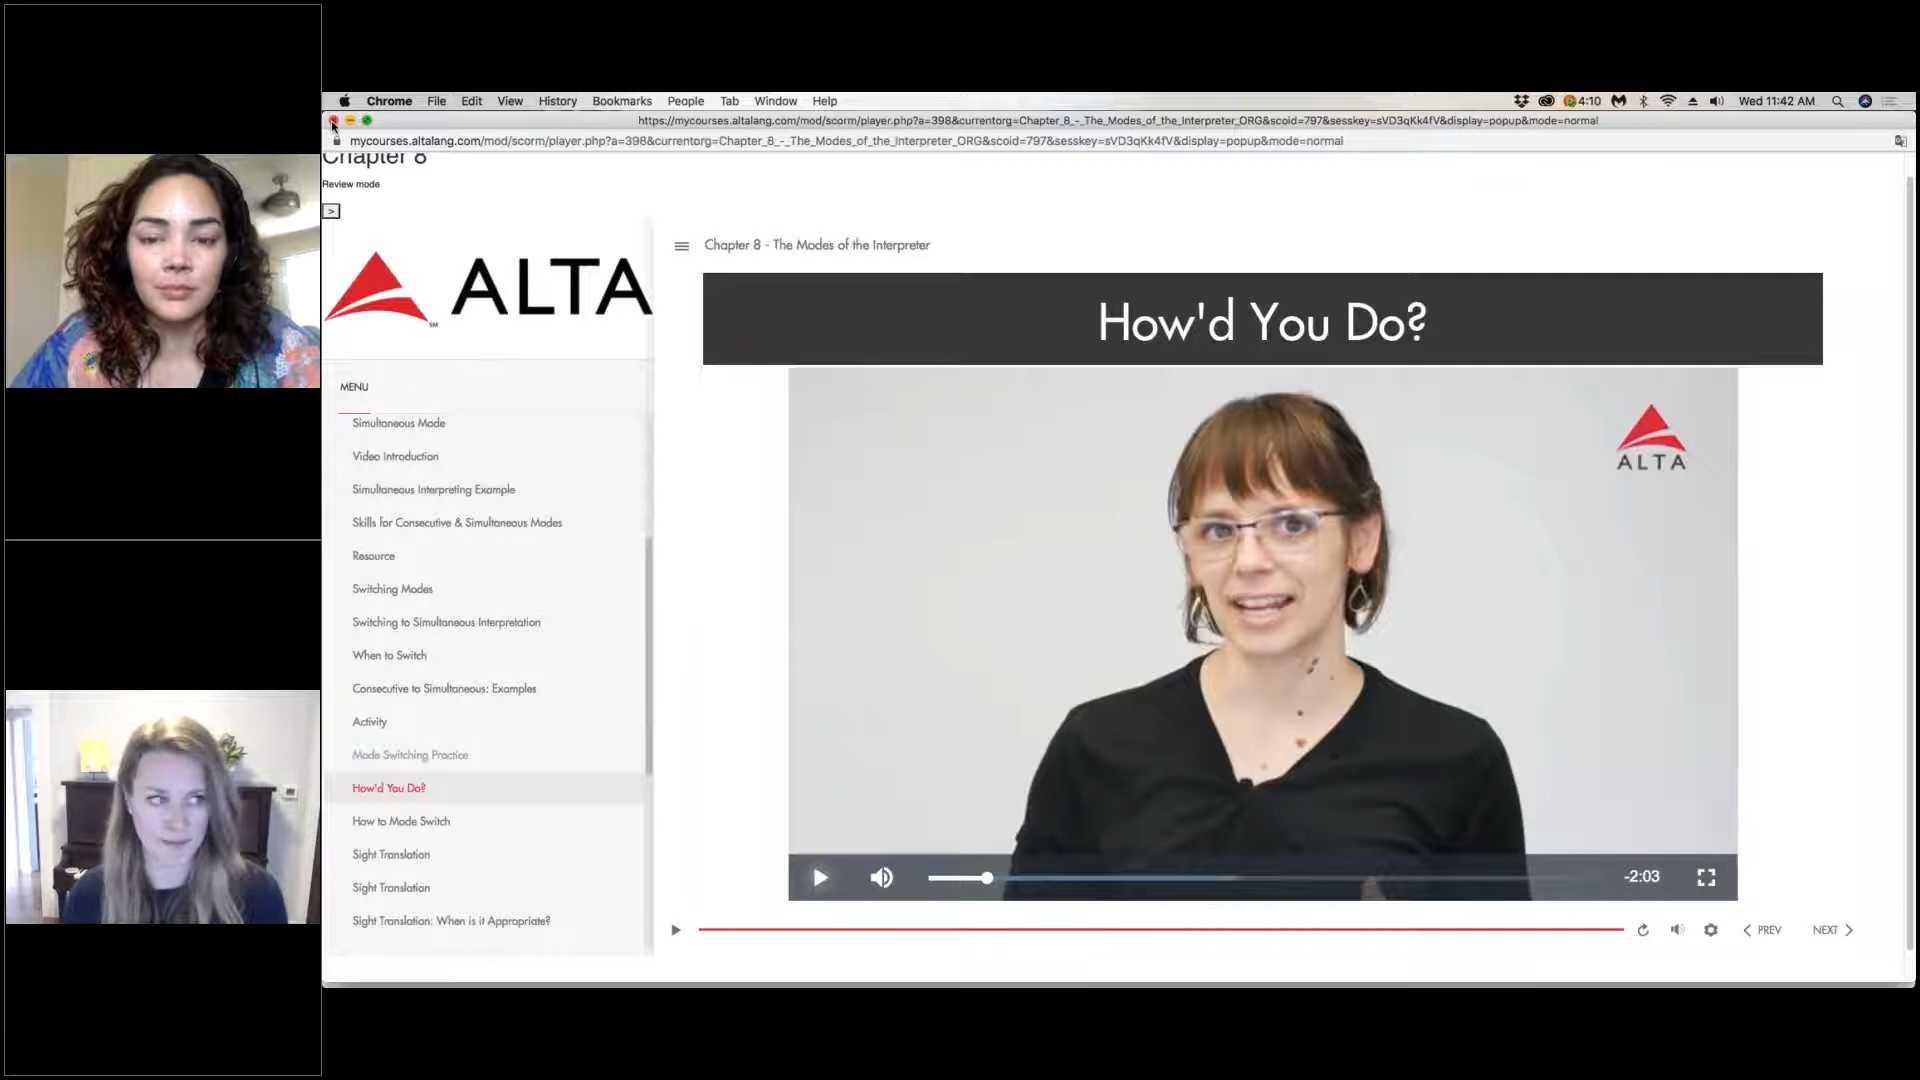 Chrome File Edit View History Bookmarks People Tab Window Help 4:10 Wed 11:42 AM
https://mycourses.altalang.com/mod/scorm/player.php?a=398&currentorg=Chapter_8_-_The_Modes_of_the_Interpreter_ORG&scoid=797&sesskey=sVD3qKk4fV&display=popup&mode=normal
mycourses.altalang.com/mod/scorm/player.php?a=398&currentorg=Chapter_8_-_The_Modes_of_the_Interpreter_ORG&scoid=797&sesskey=sVD3qKk4fV&display=popup&mode=normal
Chapter 8
Review mode
>
ALTA
SM
MENU
Simultaneous Mode
Video Introduction
Simultaneous Interpreting Example
Skills for Consecutive & Simultaneous Modes
Resource
Switching Modes
Switching to Simultaneous Interpretation
When to Switch
Consecutive to Simultaneous: Examples
Activity
Mode Switching Practice
How'd You Do?
How to Mode Switch
Sight Translation
Sight Translation
Sight Translation: When is it Appropriate?
Chapter 8 - The Modes of the Interpreter
How'd You Do?
ALTA
-2:03
PREV NEXT